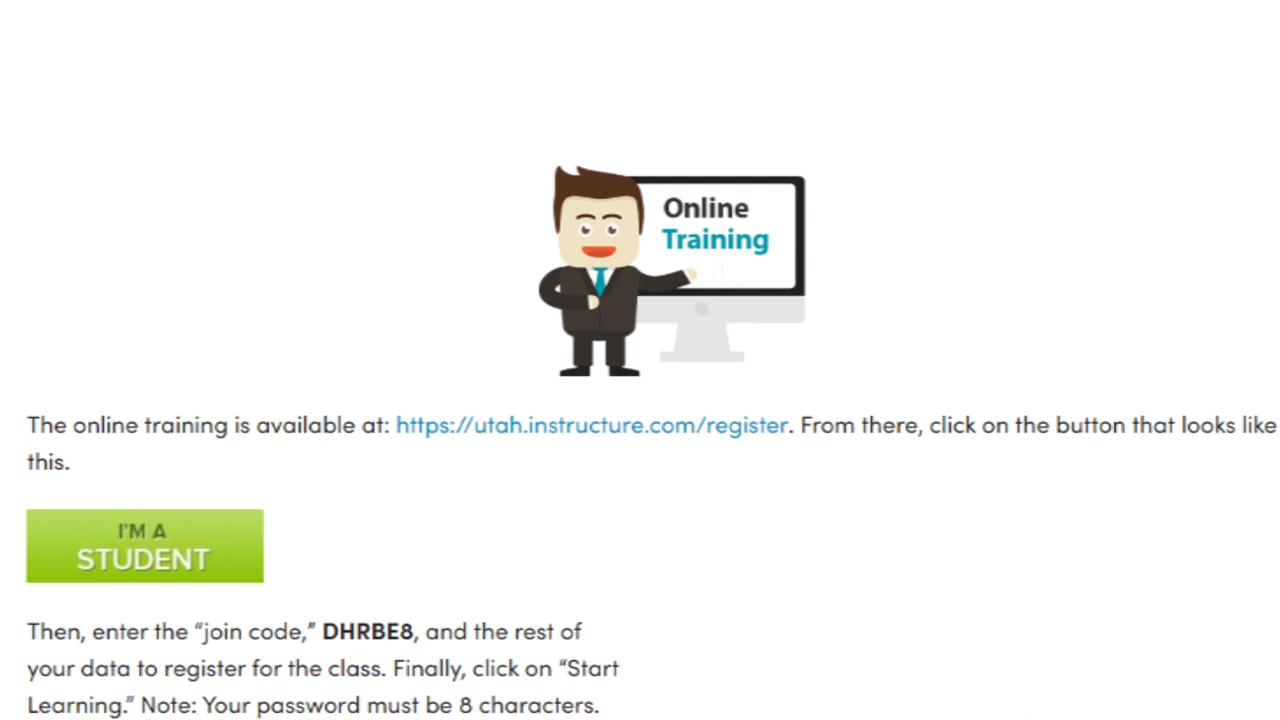 Online
Training
The online training is available at: https://utah.instructure.com/register. From there, click on the button that looks like
this.
I'M A
STUDENT
Then, enter the “join code,” DHRBE8, and the rest of
your data to register for the class. Finally, click on “Start
Learning.” Note: Your password must be 8 characters.